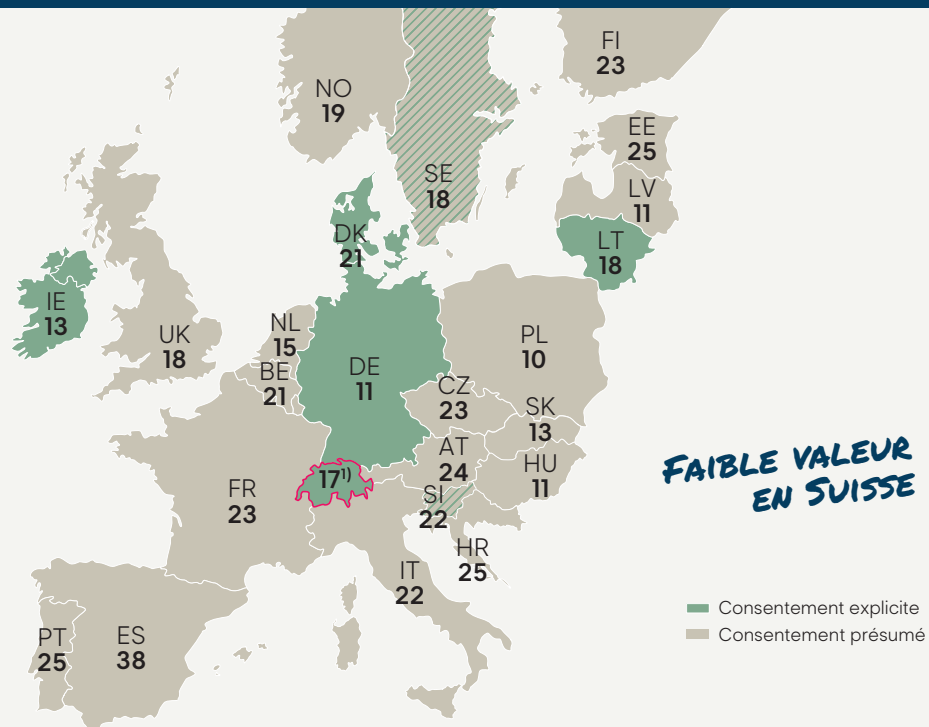 FI
23
NO
19
EE
25
SE
18
LV
11
LT
18
DK
21
IE
13
UK
18
NL
15
PL
10
DE
11
BE
21
CZ
23
SK
13
AT
24
HU
11
17¹⁾
FR
23
SI
22
HR
25
IT
22
PT
25
ES
38
FAIBLE VALEUR
EN SUISSE
Consentement explicite
Consentement présumé